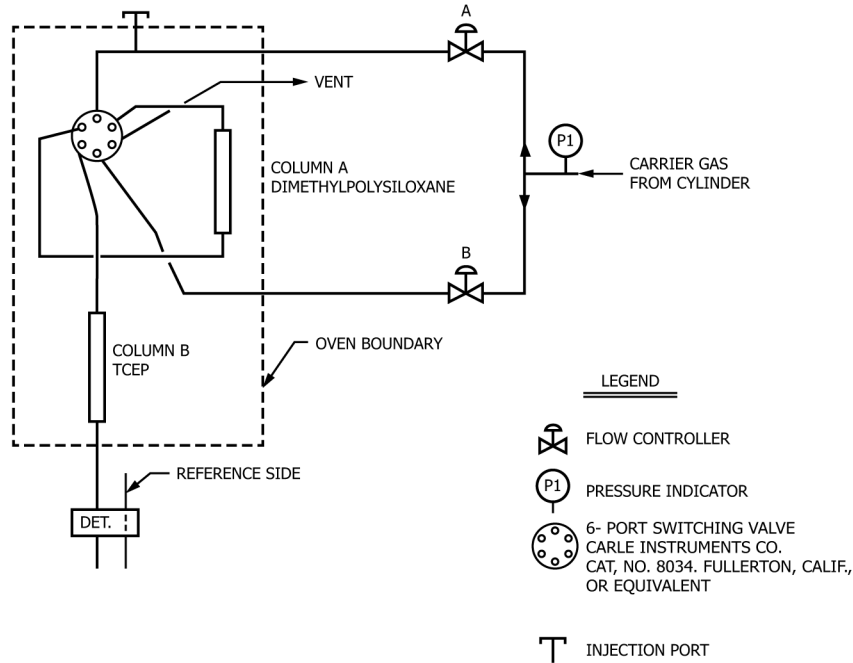 A
VENT
P1
COLUMN A
DIMETHYLPOLYSILOXANE
CARRIER GAS
FROM CYLINDER
B
COLUMN B
TCEP
OVEN BOUNDARY
LEGEND
FLOW CONTROLLER
REFERENCE SIDE
P1
PRESSURE INDICATOR
DET.
6- PORT SWITCHING VALVE
CARLE INSTRUMENTS CO.
CAT, NO. 8034. FULLERTON, CALIF.,
OR EQUIVALENT
INJECTION PORT